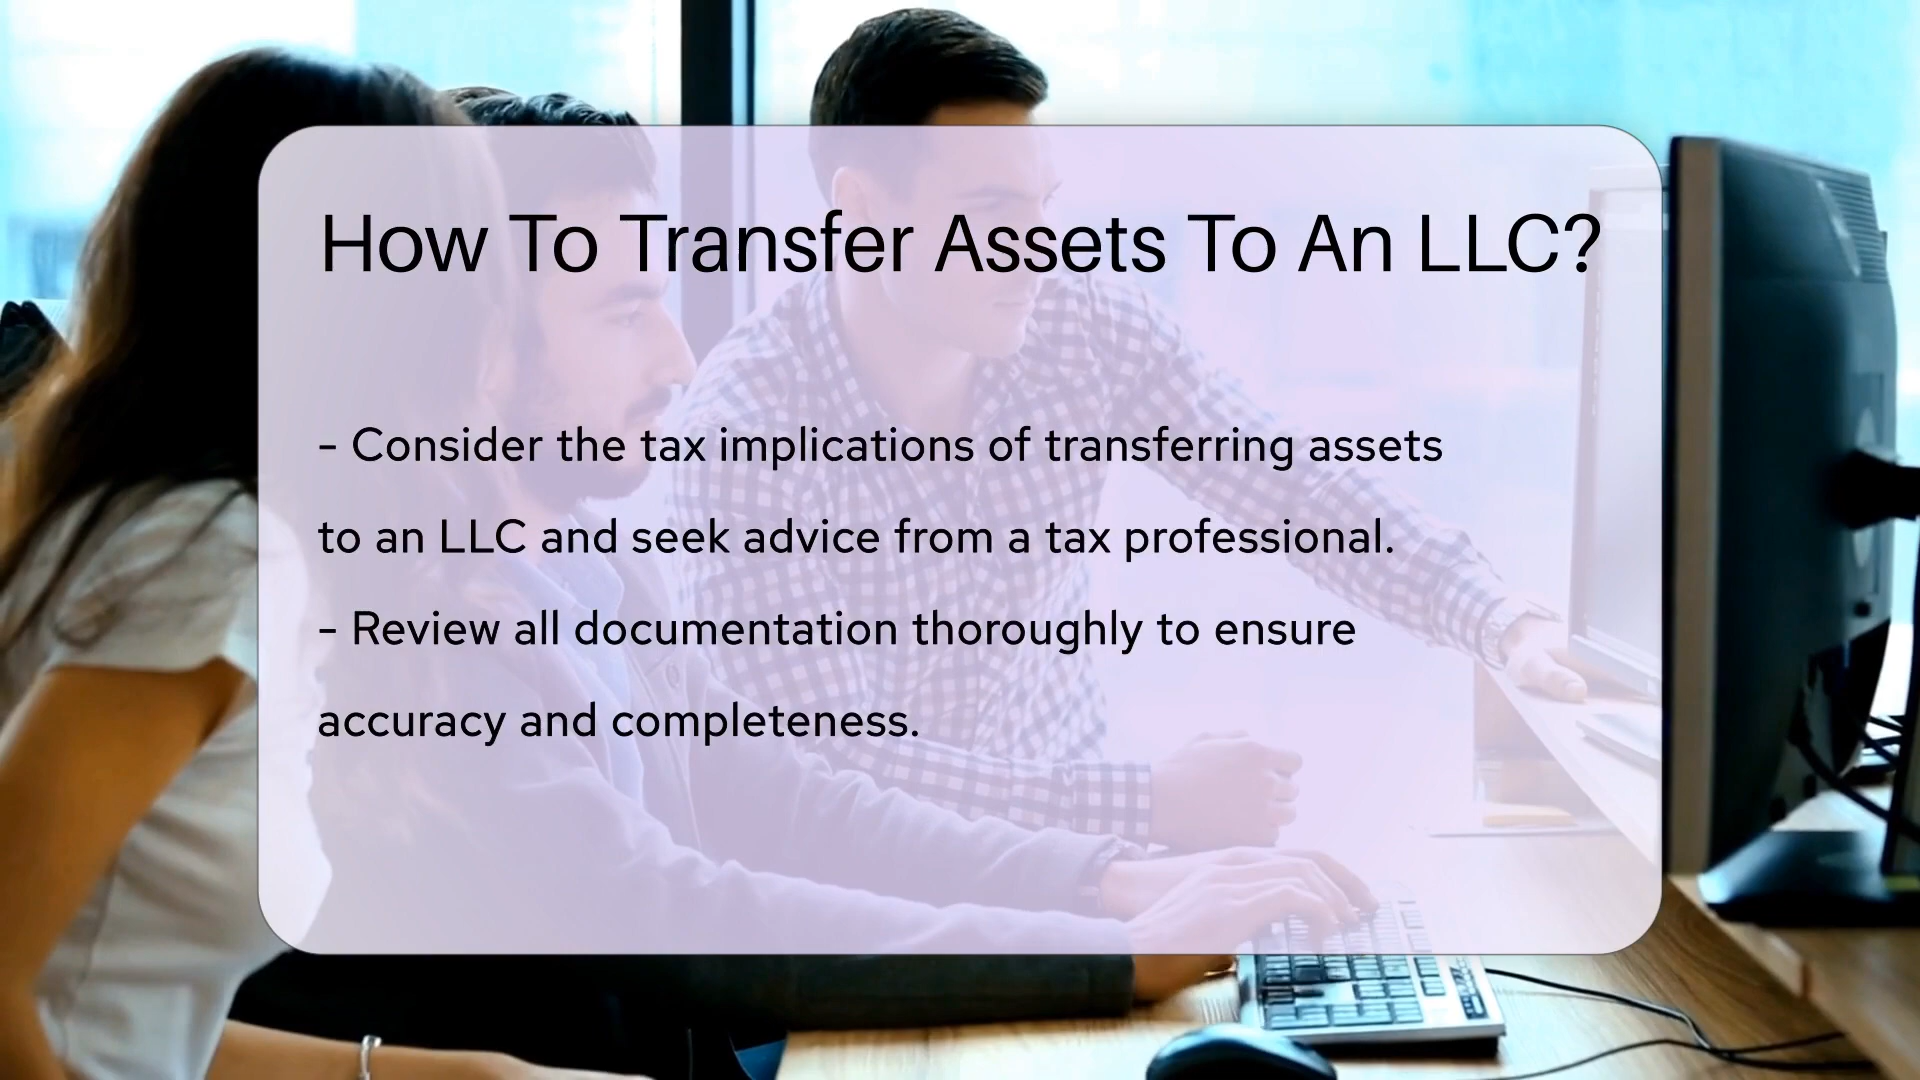 How To Transfer Assets To An LLC?
- Consider the tax implications of transferring assets
to an LLC and seek advice from a tax professional.
- Review all documentation thoroughly to ensure
accuracy and completeness.